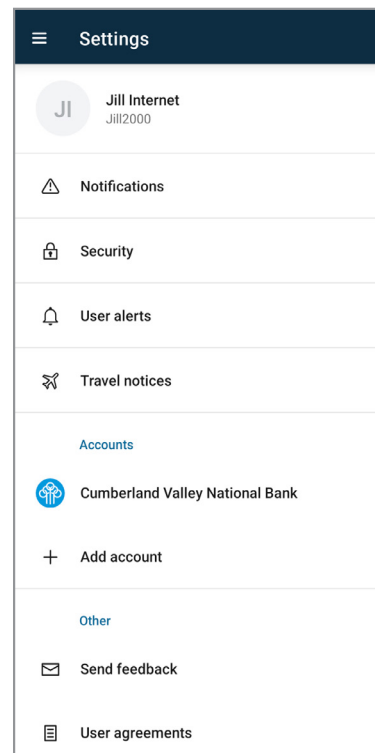 Settings
JI
Jill Internet
Jill2000
Notifications
Security
User alerts
Travel notices
Accounts
Cumberland Valley National Bank
Add account
Other
Send feedback
User agreements